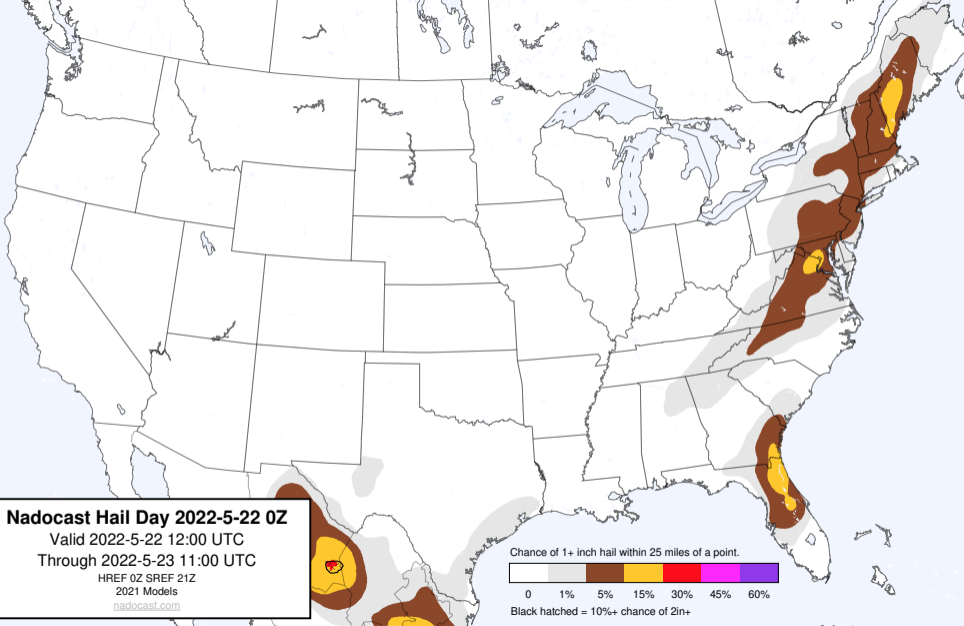 Nadocast Hail Day 2022-5-22 0Z
Valid 2022-5-22 12:00 UTC
Through 2022-5-23 11:00 UTC
HREF 0Z SREF 21Z
2021 Models
nadocast.com
Chance of 1+ inch hail within 25 miles of a point.
0 1% 5% 15% 30% 45% 60%
Black hatched = 10%+ chance of 2in+